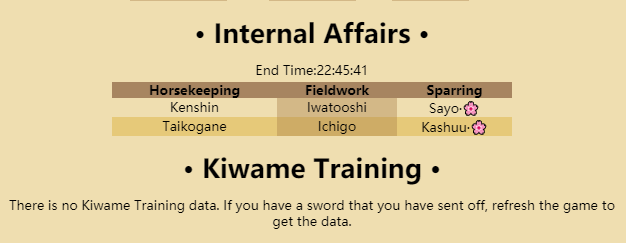 • Internal Affairs •
End Time:22:45:41
Horsekeeping Fieldwork Sparring
Kenshin Iwatooshi Sayo·🌸
Taikogane Ichigo Kashuu·🌸
• Kiwame Training •
There is no Kiwame Training data. If you have a sword that you have sent off, refresh the game to
get the data.